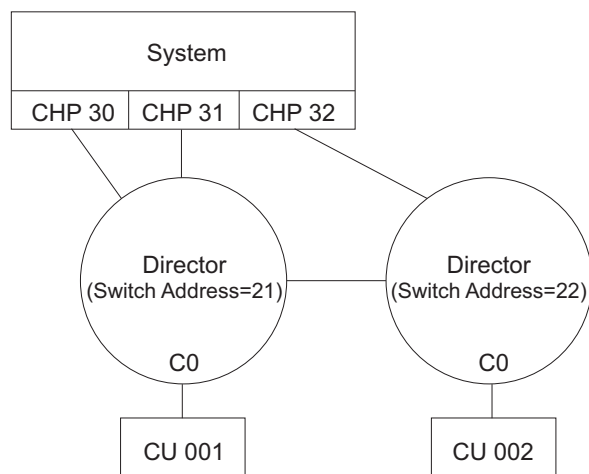 System
CHP 30
CHP 31
CHP 32
Director
(Switch Address=21)
C0
Director
(Switch Address=22)
C0
CU 001
CU 002